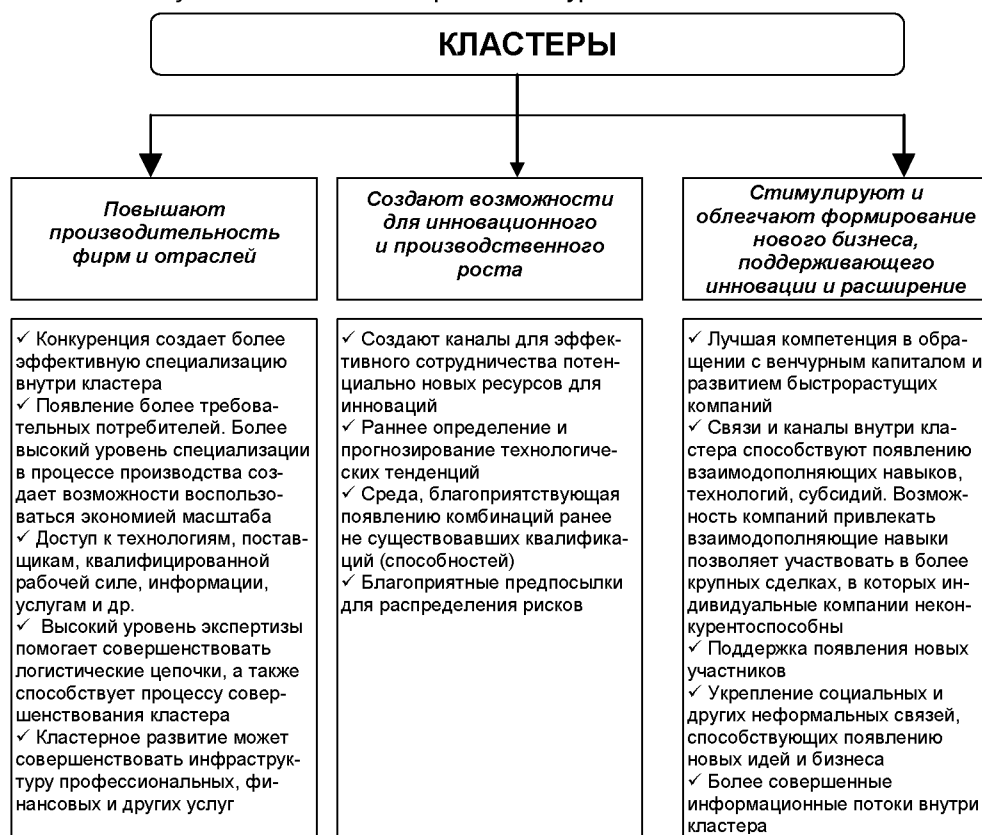 КЛАСТЕРЫ
Повышают
производительность
фирм и отраслей
Создают возможности
для инновационного
и производственного
роста
Стимулируют и
облегчают формирование
нового бизнеса,
поддерживающего
инновации и расширение
✓ Конкуренция создает более
эффективную специализацию
внутри кластера
✓ Появление более требова-
тельных потребителей. Более
высокий уровень специализации
в процессе производства соз-
дает возможности воспользо-
ваться экономией масштаба
✓ Доступ к технологиям, постав-
щикам, квалифицированной
рабочей силе, информации,
услугам и др.
✓ Высокий уровень экспертизы
помогает совершенствовать
логистические цепочки, а также
способствует процессу совер-
шенствования кластера
✓ Кластерное развитие может
совершенствовать инфраструк-
туру профессиональных, фи-
нансовых и других услуг
✓ Создают каналы для эффек-
тивного сотрудничества потен-
циально новых ресурсов для
инноваций
✓ Раннее определение и
прогнозирование технологиче-
ских тенденций
✓ Среда, благоприятствующая
появлению комбинаций ранее
не существовавших квалифика-
ций (способностей)
✓ Благоприятные предпосылки
для распределения рисков
✓ Лучшая компетенция в обра-
щении с венчурным капиталом и
развитием быстрорастущих
компаний
✓ Связи и каналы внутри кла-
стера способствуют появлению
взаимодополняющих навыков,
технологий, субсидий. Возмож-
ность компаний привлекать
взаимодополняющие навыки
позволяет участвовать в более
крупных сделках, в которых ин-
дивидуальные компании некон-
курентоспособны
✓ Поддержка появления новых
участников
✓ Укрепление социальных и
других неформальных связей,
способствующих появлению
новых идей и бизнеса
✓ Более совершенные
информационные потоки внутри
кластера